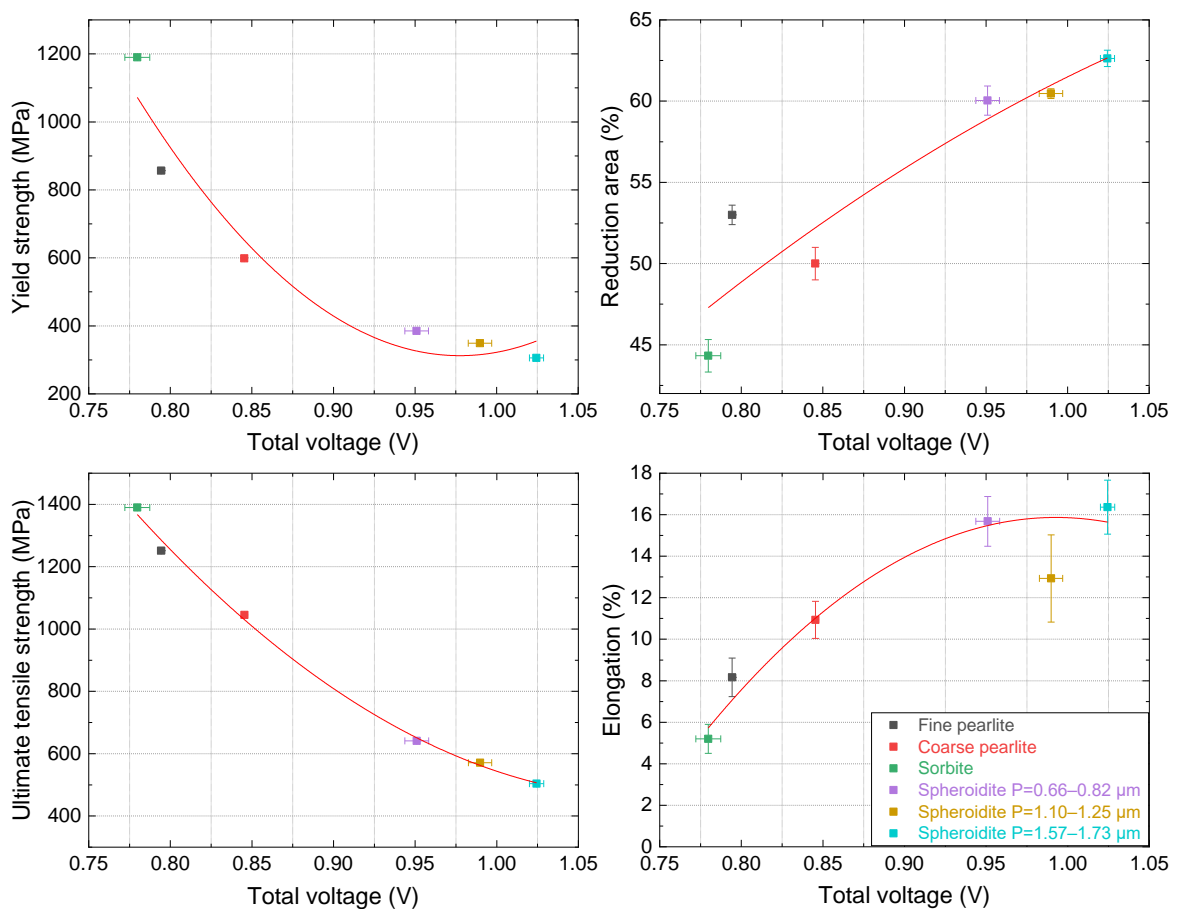 Yield strength (MPa)
1200
1000
800
600
400
200
0.75 0.80 0.85 0.90 0.95 1.00 1.05
Total voltage (V)
Reduction area (%)
65
60
55
50
45
0.75 0.80 0.85 0.90 0.95 1.00 1.05
Total voltage (V)
Ultimate tensile strength (MPa)
1400
1200
1000
800
600
400
0.75 0.80 0.85 0.90 0.95 1.00 1.05
Total voltage (V)
Elongation (%)
18
16
14
12
10
8
6
4
2
0
Fine pearlite
Coarse pearlite
Sorbite
Spheroidite P=0.66–0.82 μm
Spheroidite P=1.10–1.25 μm
Spheroidite P=1.57–1.73 μm
0.75 0.80 0.85 0.90 0.95 1.00 1.05
Total voltage (V)